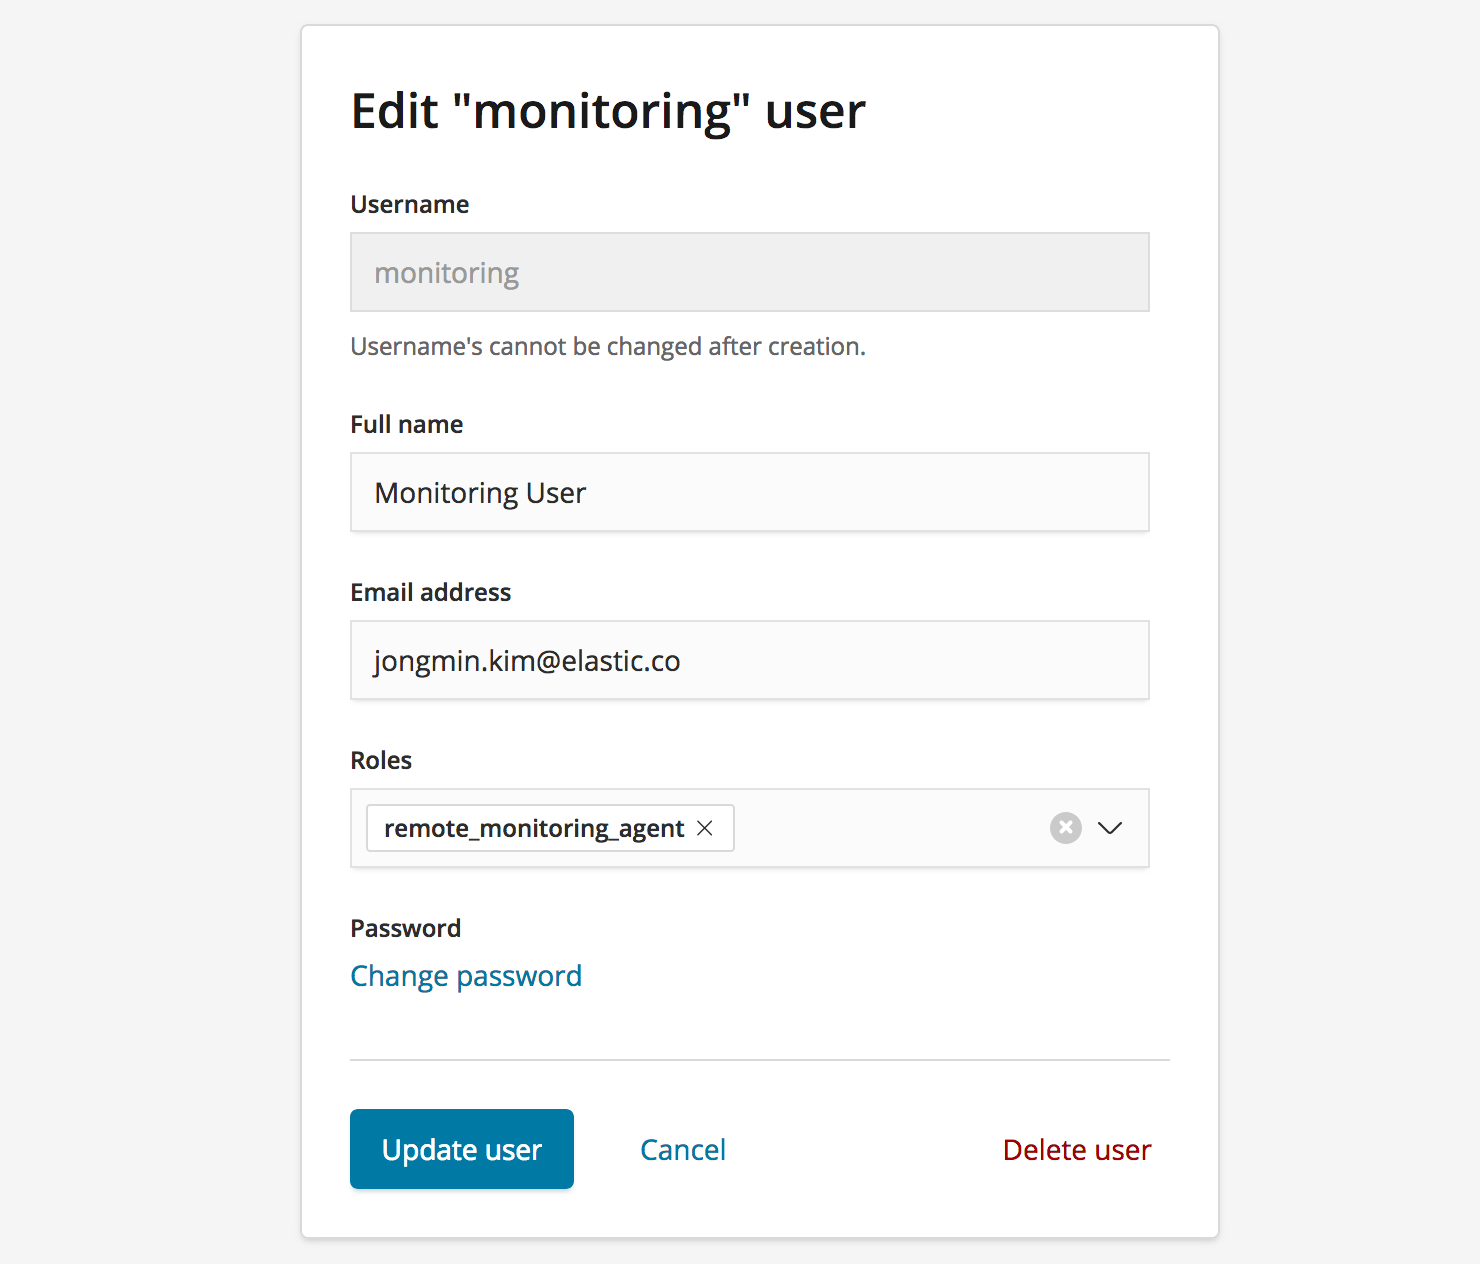 Edit "monitoring" user
Username
monitoring
Username's cannot be changed after creation.
Full name
Monitoring User
Email address
jongmin.kim@elastic.co
Roles
remote_monitoring_agent
Password
Change password
Update user
Cancel
Delete user